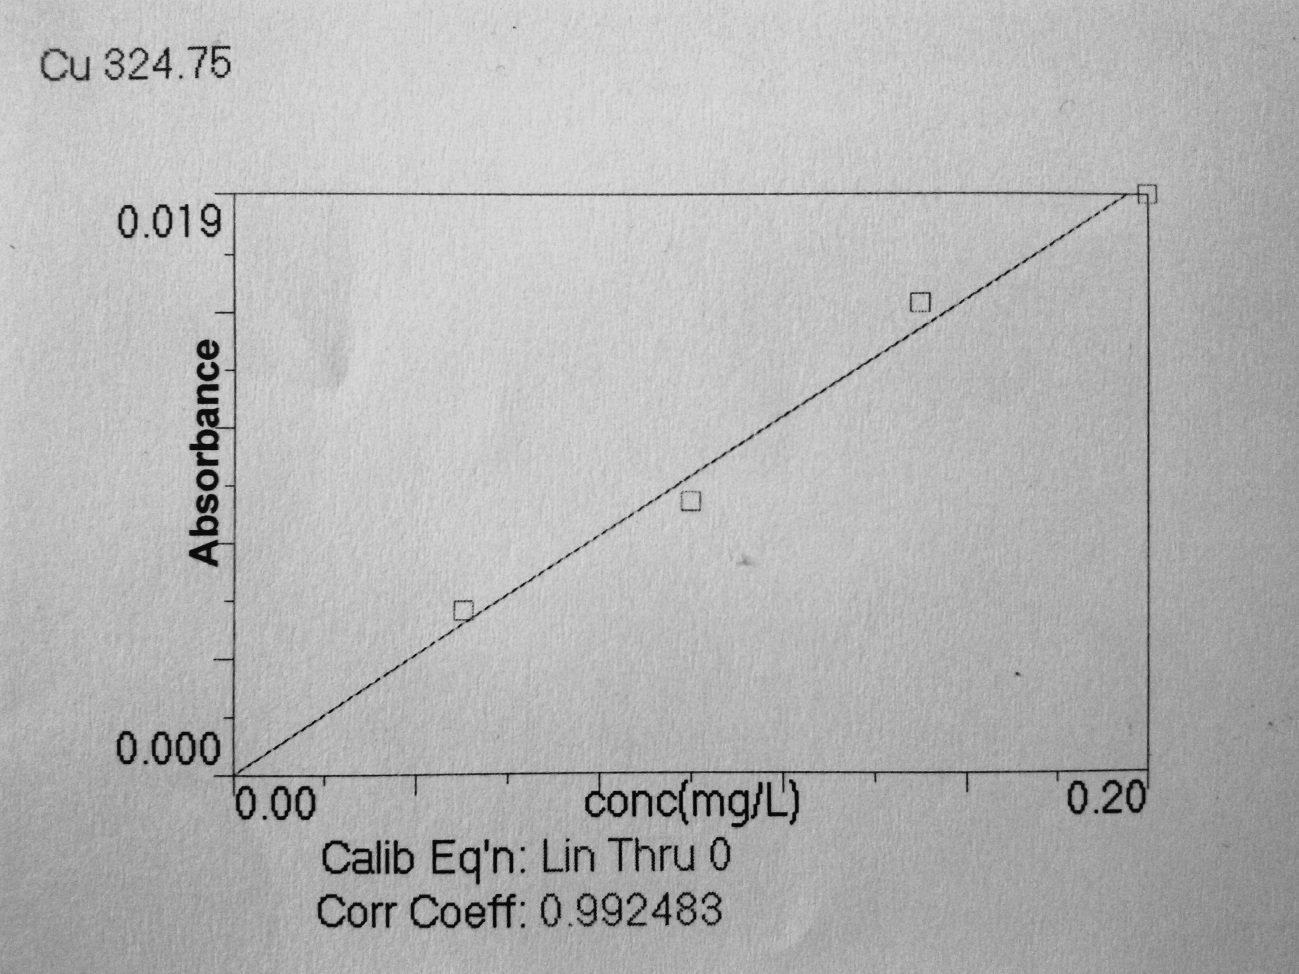 Cu 324.75
0.019
Absorbance
0.000
0.00 conc(mg/L) 0.20
Calib Eq'n: Lin Thru 0
Corr Coeff: 0.992483